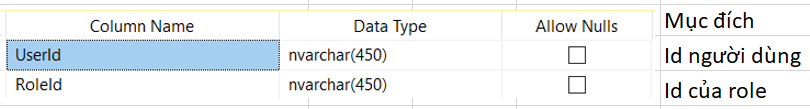 Column Name Data Type Allow Nulls Mục đích
UserId nvarchar(450) Id người dùng
RoleId nvarchar(450) Id của role